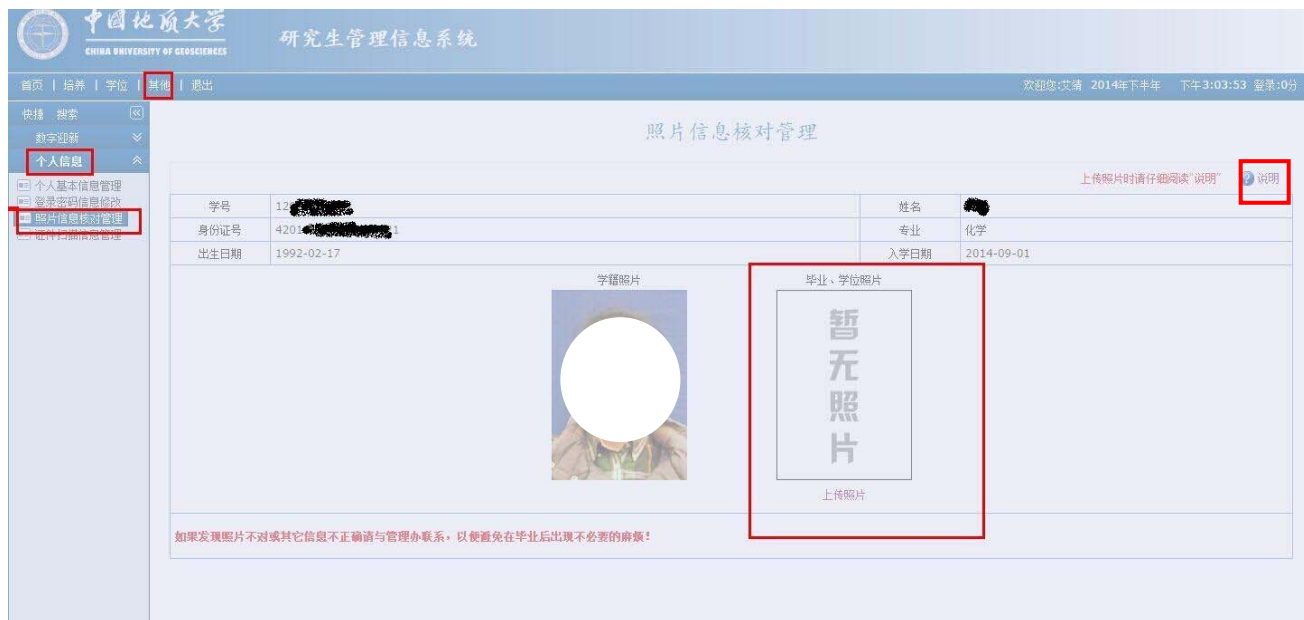 中国地质大学
CHINA UNIVERSITY OF GEOSCIENCES
研究生管理信息系统
首页 | 培养 | 学位 | 其他 | 退出
欢迎您:艾婧 2014年下半年 下午3:03:53 登录:0分
快捷 搜索
数字迎新
个人信息
个人基本信息管理
登录密码信息修改
照片信息核对管理
证件扫描信息管理
照片信息核对管理
上传照片时请仔细阅读"说明" 说明
学号 12 姓名
身份证号 4201 1 专业 化学
出生日期 1992-02-17 入学日期 2014-09-01
学籍照片 毕业、学位照片
暂
无
照
片
上传照片
如果发现照片不对或其它信息不正确请与管理办联系，以便避免在毕业后出现不必要的麻烦！